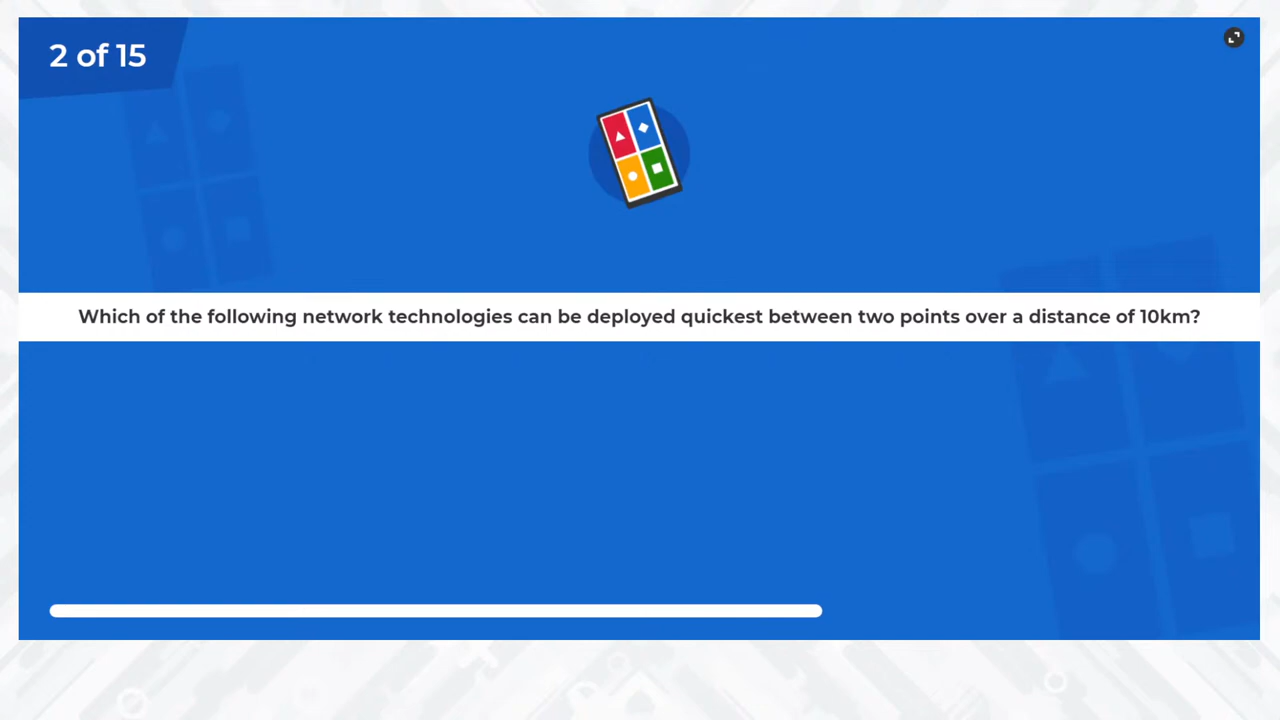 2 of 15
Which of the following network technologies can be deployed quickest between two points over a distance of 10km?